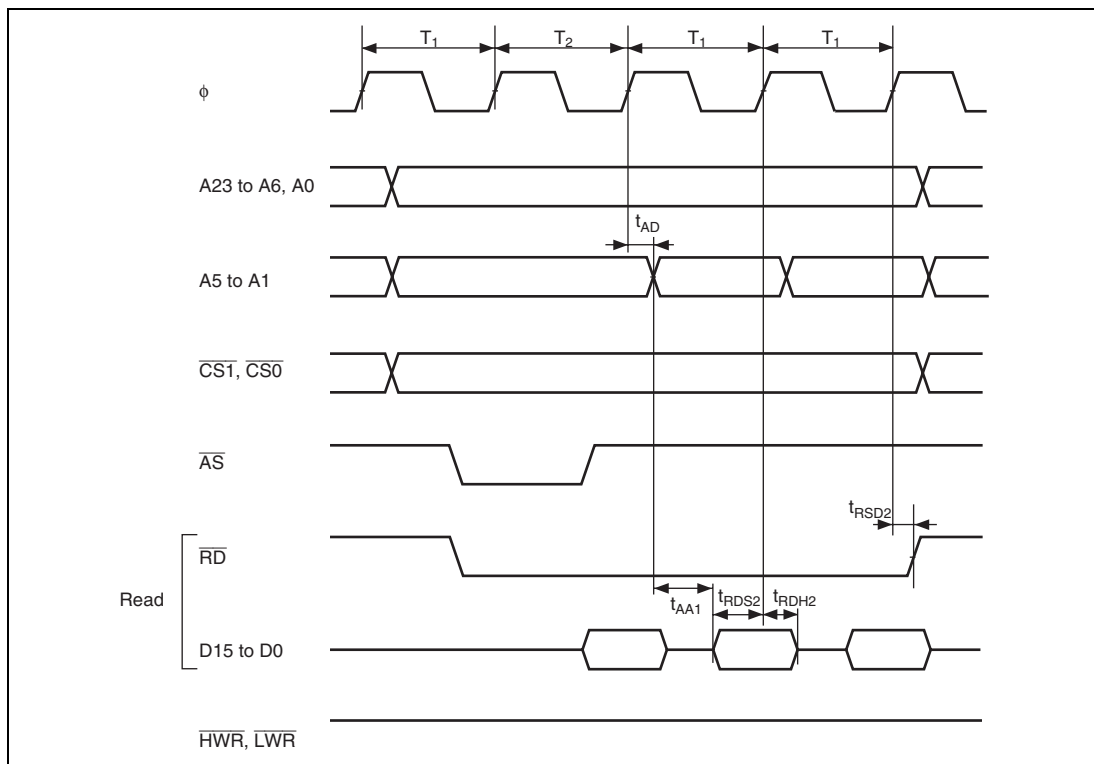 T1 T2 T1 T1
ϕ
A23 to A6, A0
tAD
A5 to A1
CS1, CS0
AS
tRSD2
RD
Read
tAA1 tRDS2 tRDH2
D15 to D0
HWR, LWR